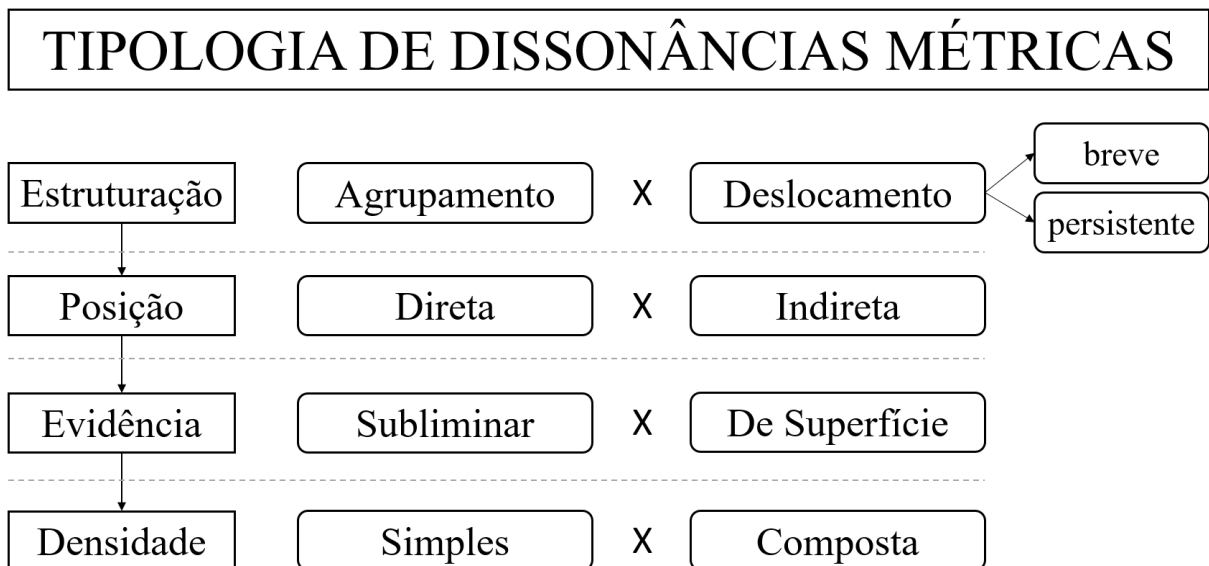 TIPOLOGIA DE DISSONÂNCIAS MÉTRICAS
Estruturação Agrupamento X Deslocamento breve
persistente
Posição Direta X Indireta
Evidência Subliminar X De Superfície
Densidade Simples X Composta